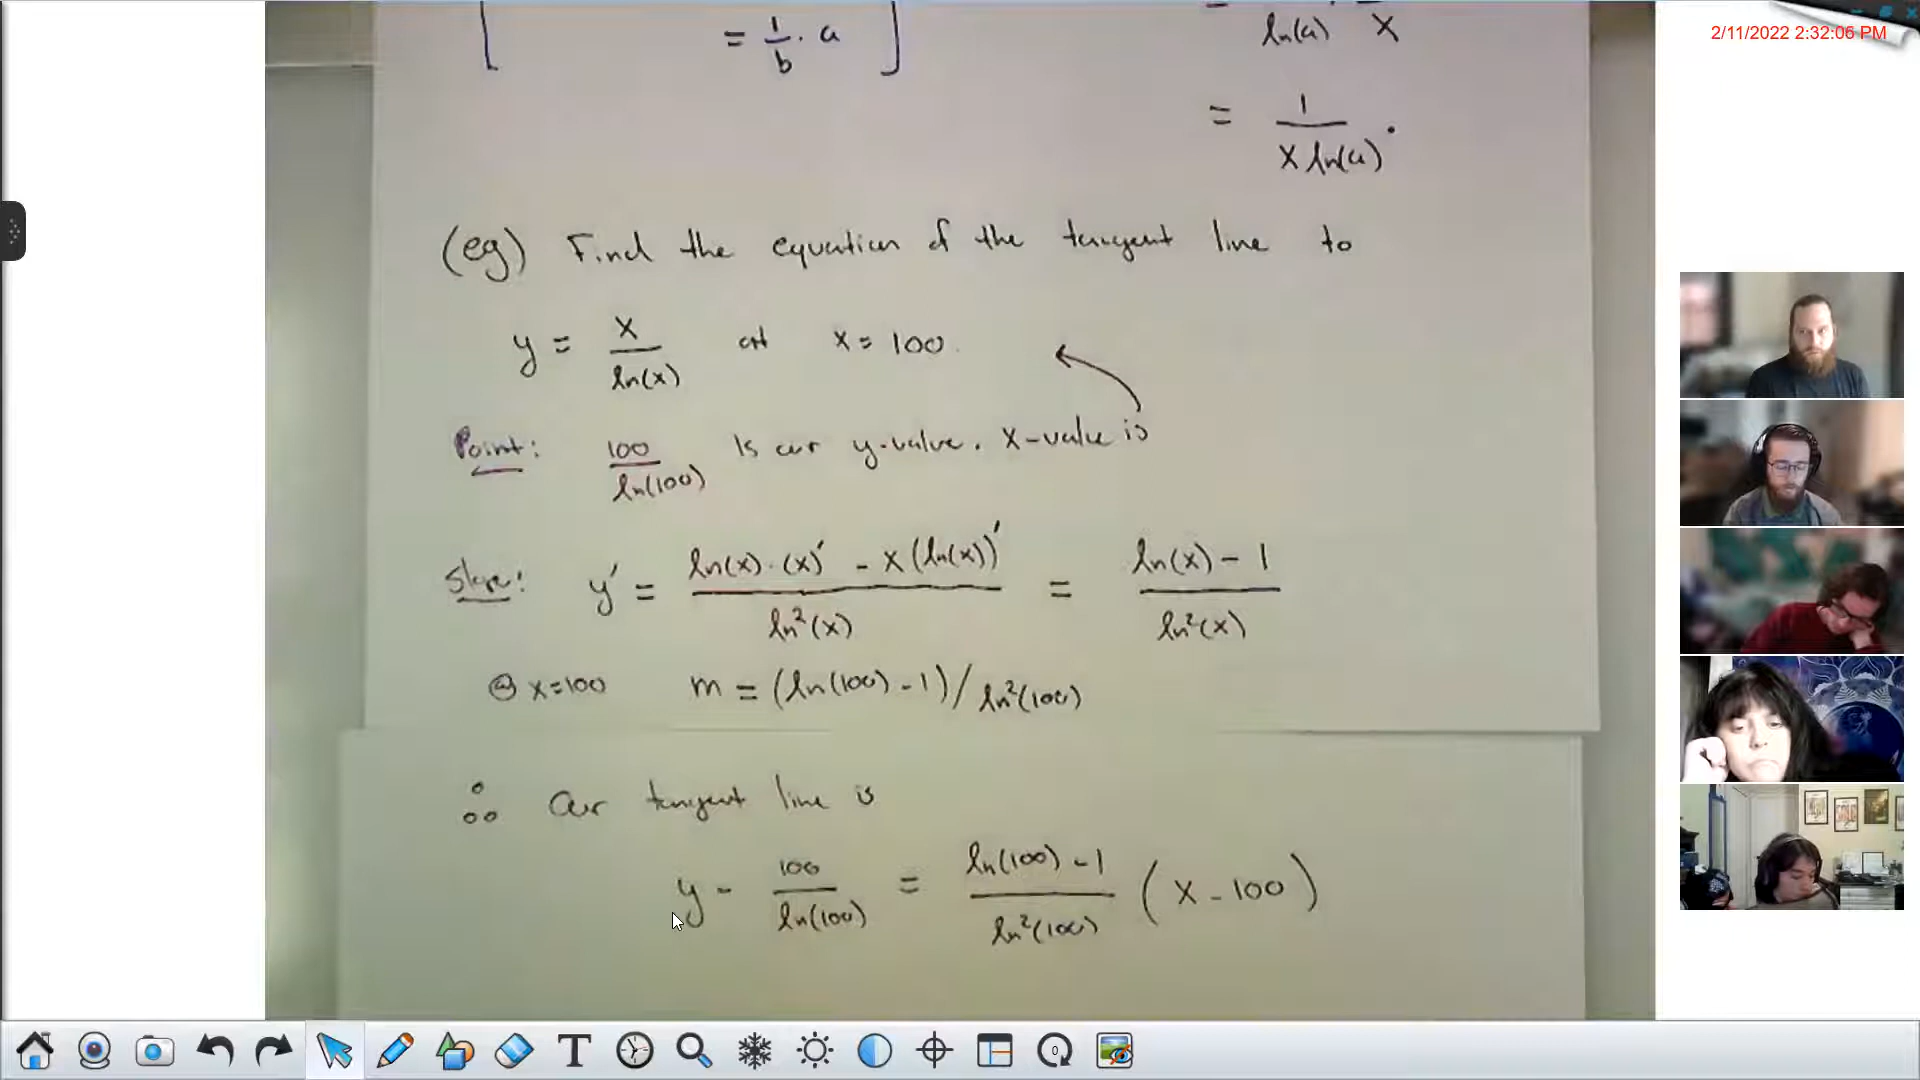 2/11/2022 2:32:06 PM
= 1/b · a
ln(a) x
= 1/(x ln(a)).
(eg) Find the equation of the tangent line to
y = x/ln(x) at x = 100.
Point: 100/ln(100) is our y-value. x-value is
Slope: y' = (ln(x)·(x)' - x(ln(x))')/ln²(x) = (ln(x) - 1)/ln²(x)
@ x=100 m = (ln(100) - 1)/ln²(100)
∴ Our tangent line is
y - 100/ln(100) = (ln(100) - 1)/ln²(100) (x - 100)
T
0